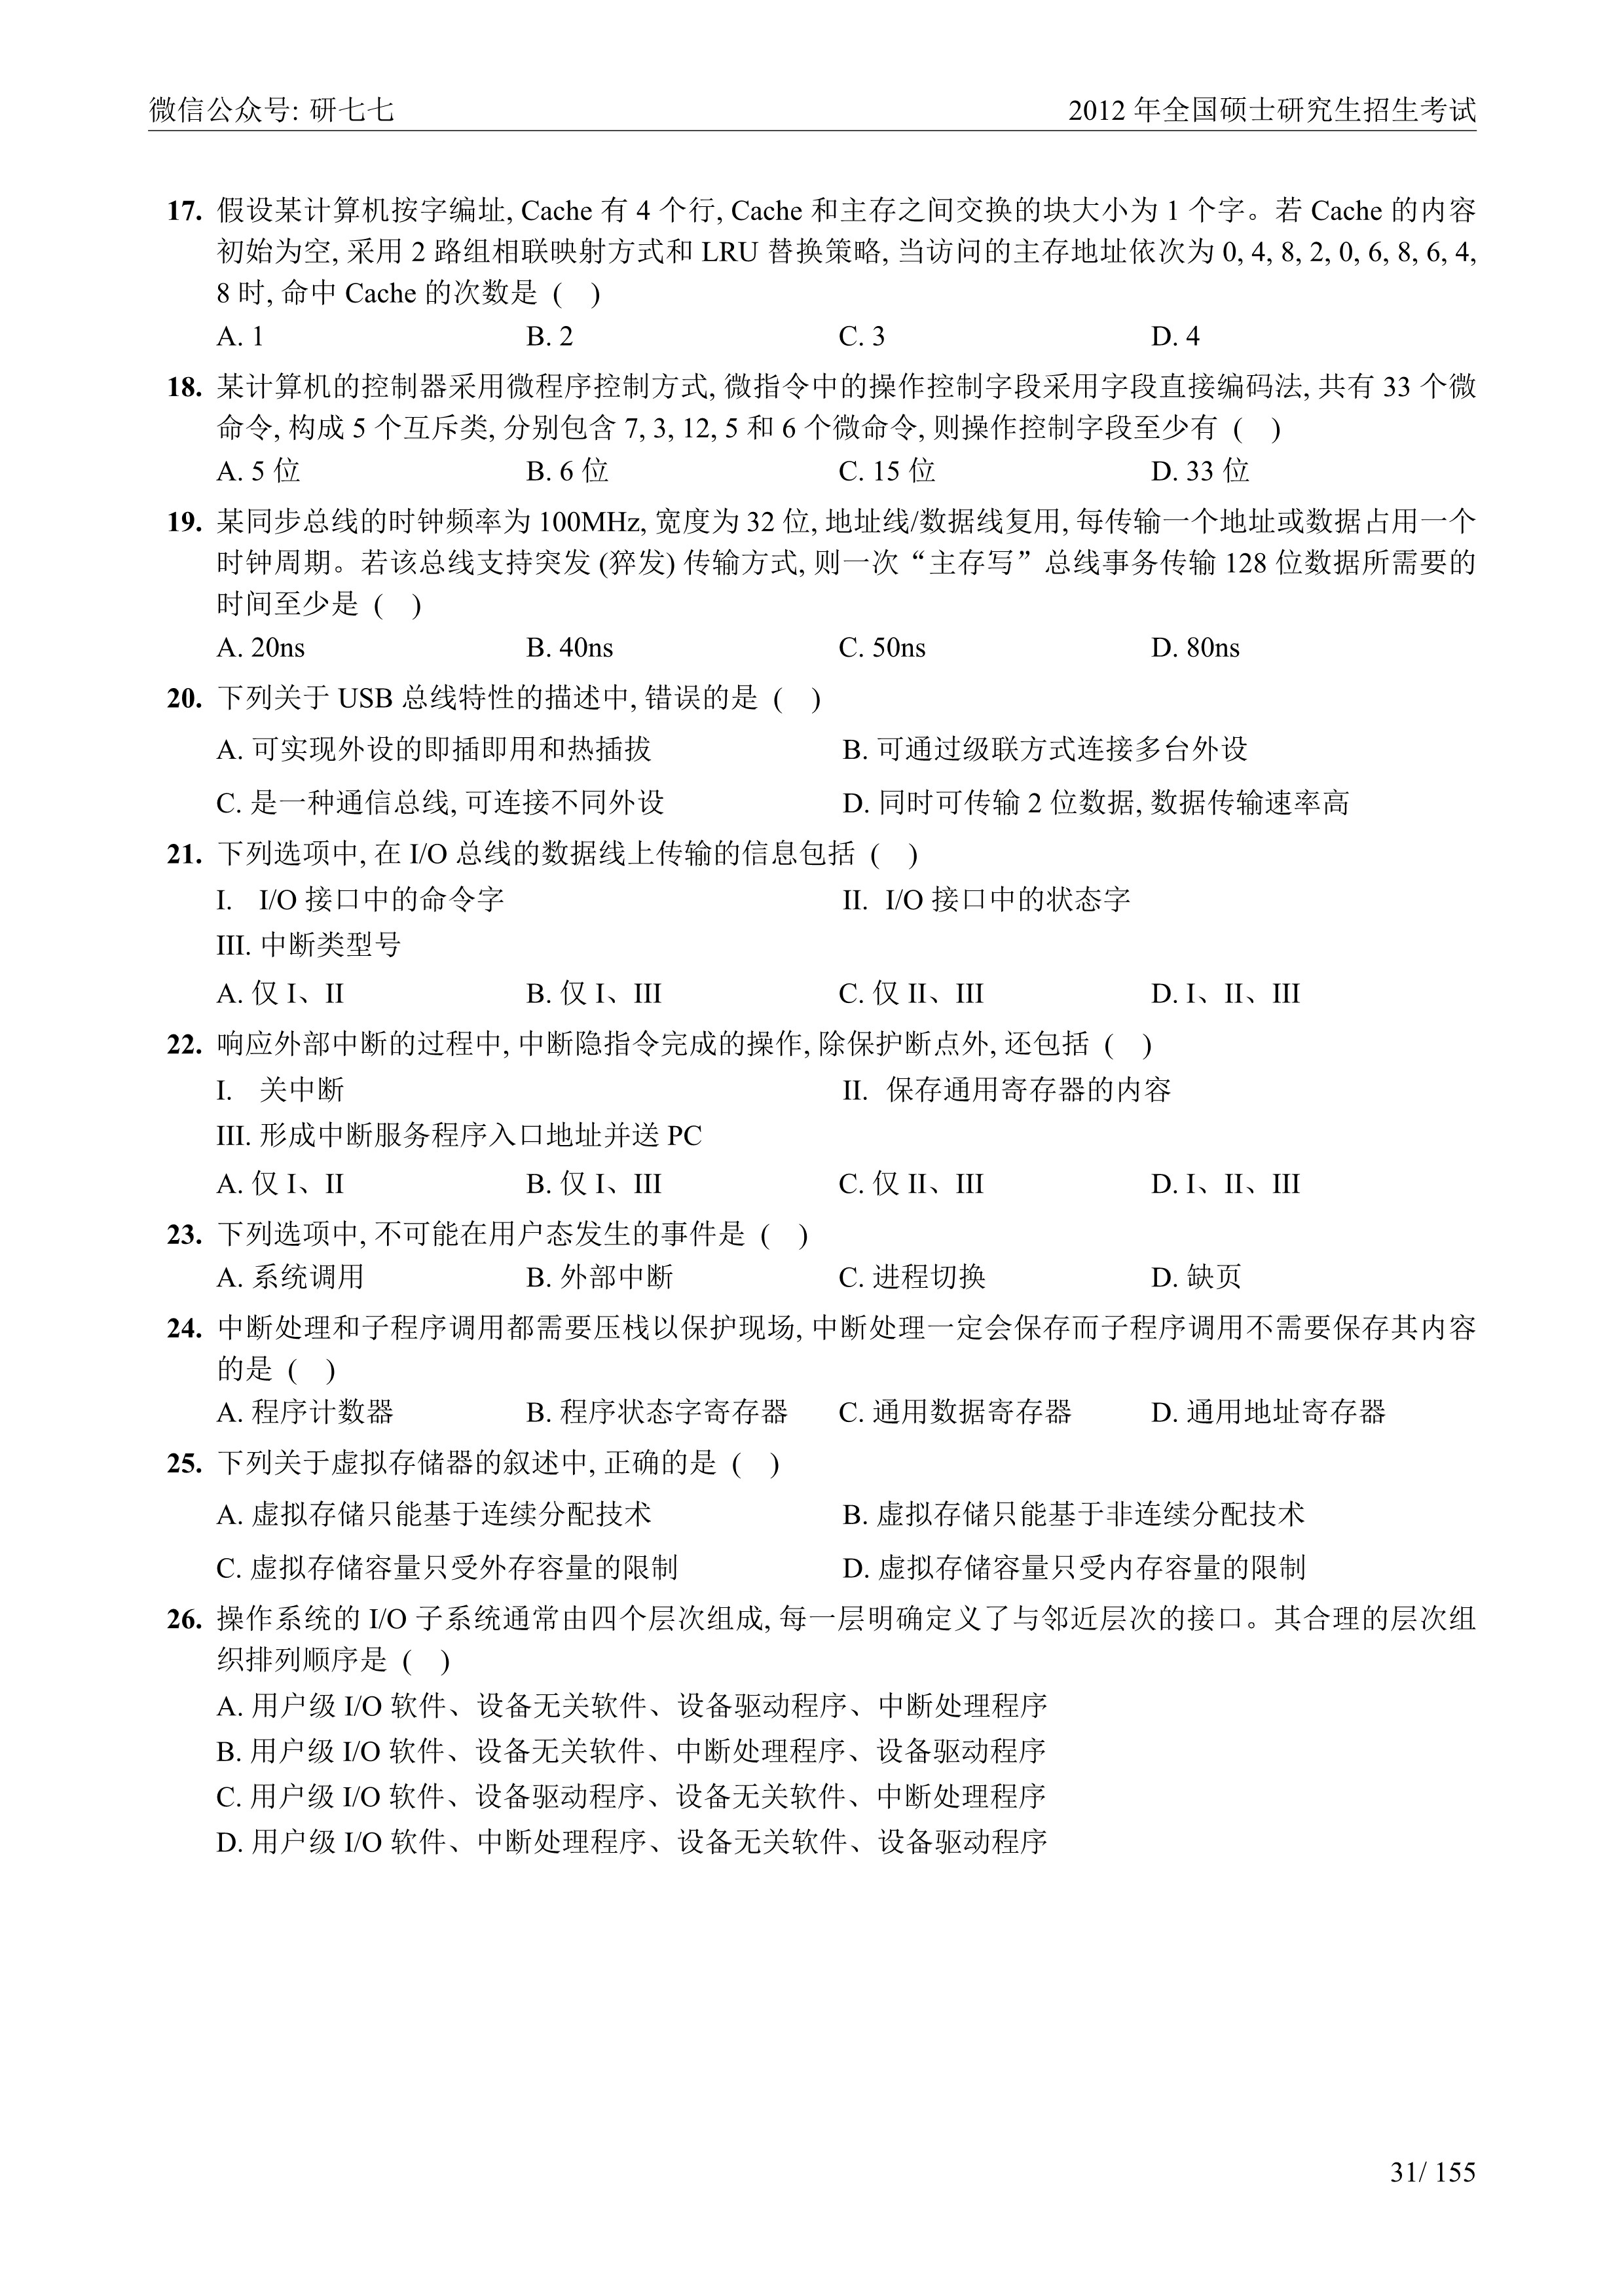 微信公众号: 研七七 2012 年全国硕士研究生招生考试
17. 假设某计算机按字编址, Cache 有 4 个行, Cache 和主存之间交换的块大小为 1 个字。若 Cache 的内容
初始为空, 采用 2 路组相联映射方式和 LRU 替换策略, 当访问的主存地址依次为 0, 4, 8, 2, 0, 6, 8, 6, 4,
8 时, 命中 Cache 的次数是 ( )
A. 1 B. 2 C. 3 D. 4
18. 某计算机的控制器采用微程序控制方式, 微指令中的操作控制字段采用字段直接编码法, 共有 33 个微
命令, 构成 5 个互斥类, 分别包含 7, 3, 12, 5 和 6 个微命令, 则操作控制字段至少有 ( )
A. 5 位 B. 6 位 C. 15 位 D. 33 位
19. 某同步总线的时钟频率为 100MHz, 宽度为 32 位, 地址线/数据线复用, 每传输一个地址或数据占用一个
时钟周期。若该总线支持突发 (猝发) 传输方式, 则一次“主存写”总线事务传输 128 位数据所需要的
时间至少是 ( )
A. 20ns B. 40ns C. 50ns D. 80ns
20. 下列关于 USB 总线特性的描述中, 错误的是 ( )
A. 可实现外设的即插即用和热插拔 B. 可通过级联方式连接多台外设
C. 是一种通信总线, 可连接不同外设 D. 同时可传输 2 位数据, 数据传输速率高
21. 下列选项中, 在 I/O 总线的数据线上传输的信息包括 ( )
I. I/O 接口中的命令字 II. I/O 接口中的状态字
III. 中断类型号
A. 仅 I、II B. 仅 I、III C. 仅 II、III D. I、II、III
22. 响应外部中断的过程中, 中断隐指令完成的操作, 除保护断点外, 还包括 ( )
I. 关中断 II. 保存通用寄存器的内容
III. 形成中断服务程序入口地址并送 PC
A. 仅 I、II B. 仅 I、III C. 仅 II、III D. I、II、III
23. 下列选项中, 不可能在用户态发生的事件是 ( )
A. 系统调用 B. 外部中断 C. 进程切换 D. 缺页
24. 中断处理和子程序调用都需要压栈以保护现场, 中断处理一定会保存而子程序调用不需要保存其内容
的是 ( )
A. 程序计数器 B. 程序状态字寄存器 C. 通用数据寄存器 D. 通用地址寄存器
25. 下列关于虚拟存储器的叙述中, 正确的是 ( )
A. 虚拟存储只能基于连续分配技术 B. 虚拟存储只能基于非连续分配技术
C. 虚拟存储容量只受外存容量的限制 D. 虚拟存储容量只受内存容量的限制
26. 操作系统的 I/O 子系统通常由四个层次组成, 每一层明确定义了与邻近层次的接口。其合理的层次组
织排列顺序是 ( )
A. 用户级 I/O 软件、设备无关软件、设备驱动程序、中断处理程序
B. 用户级 I/O 软件、设备无关软件、中断处理程序、设备驱动程序
C. 用户级 I/O 软件、设备驱动程序、设备无关软件、中断处理程序
D. 用户级 I/O 软件、中断处理程序、设备无关软件、设备驱动程序
31/ 155